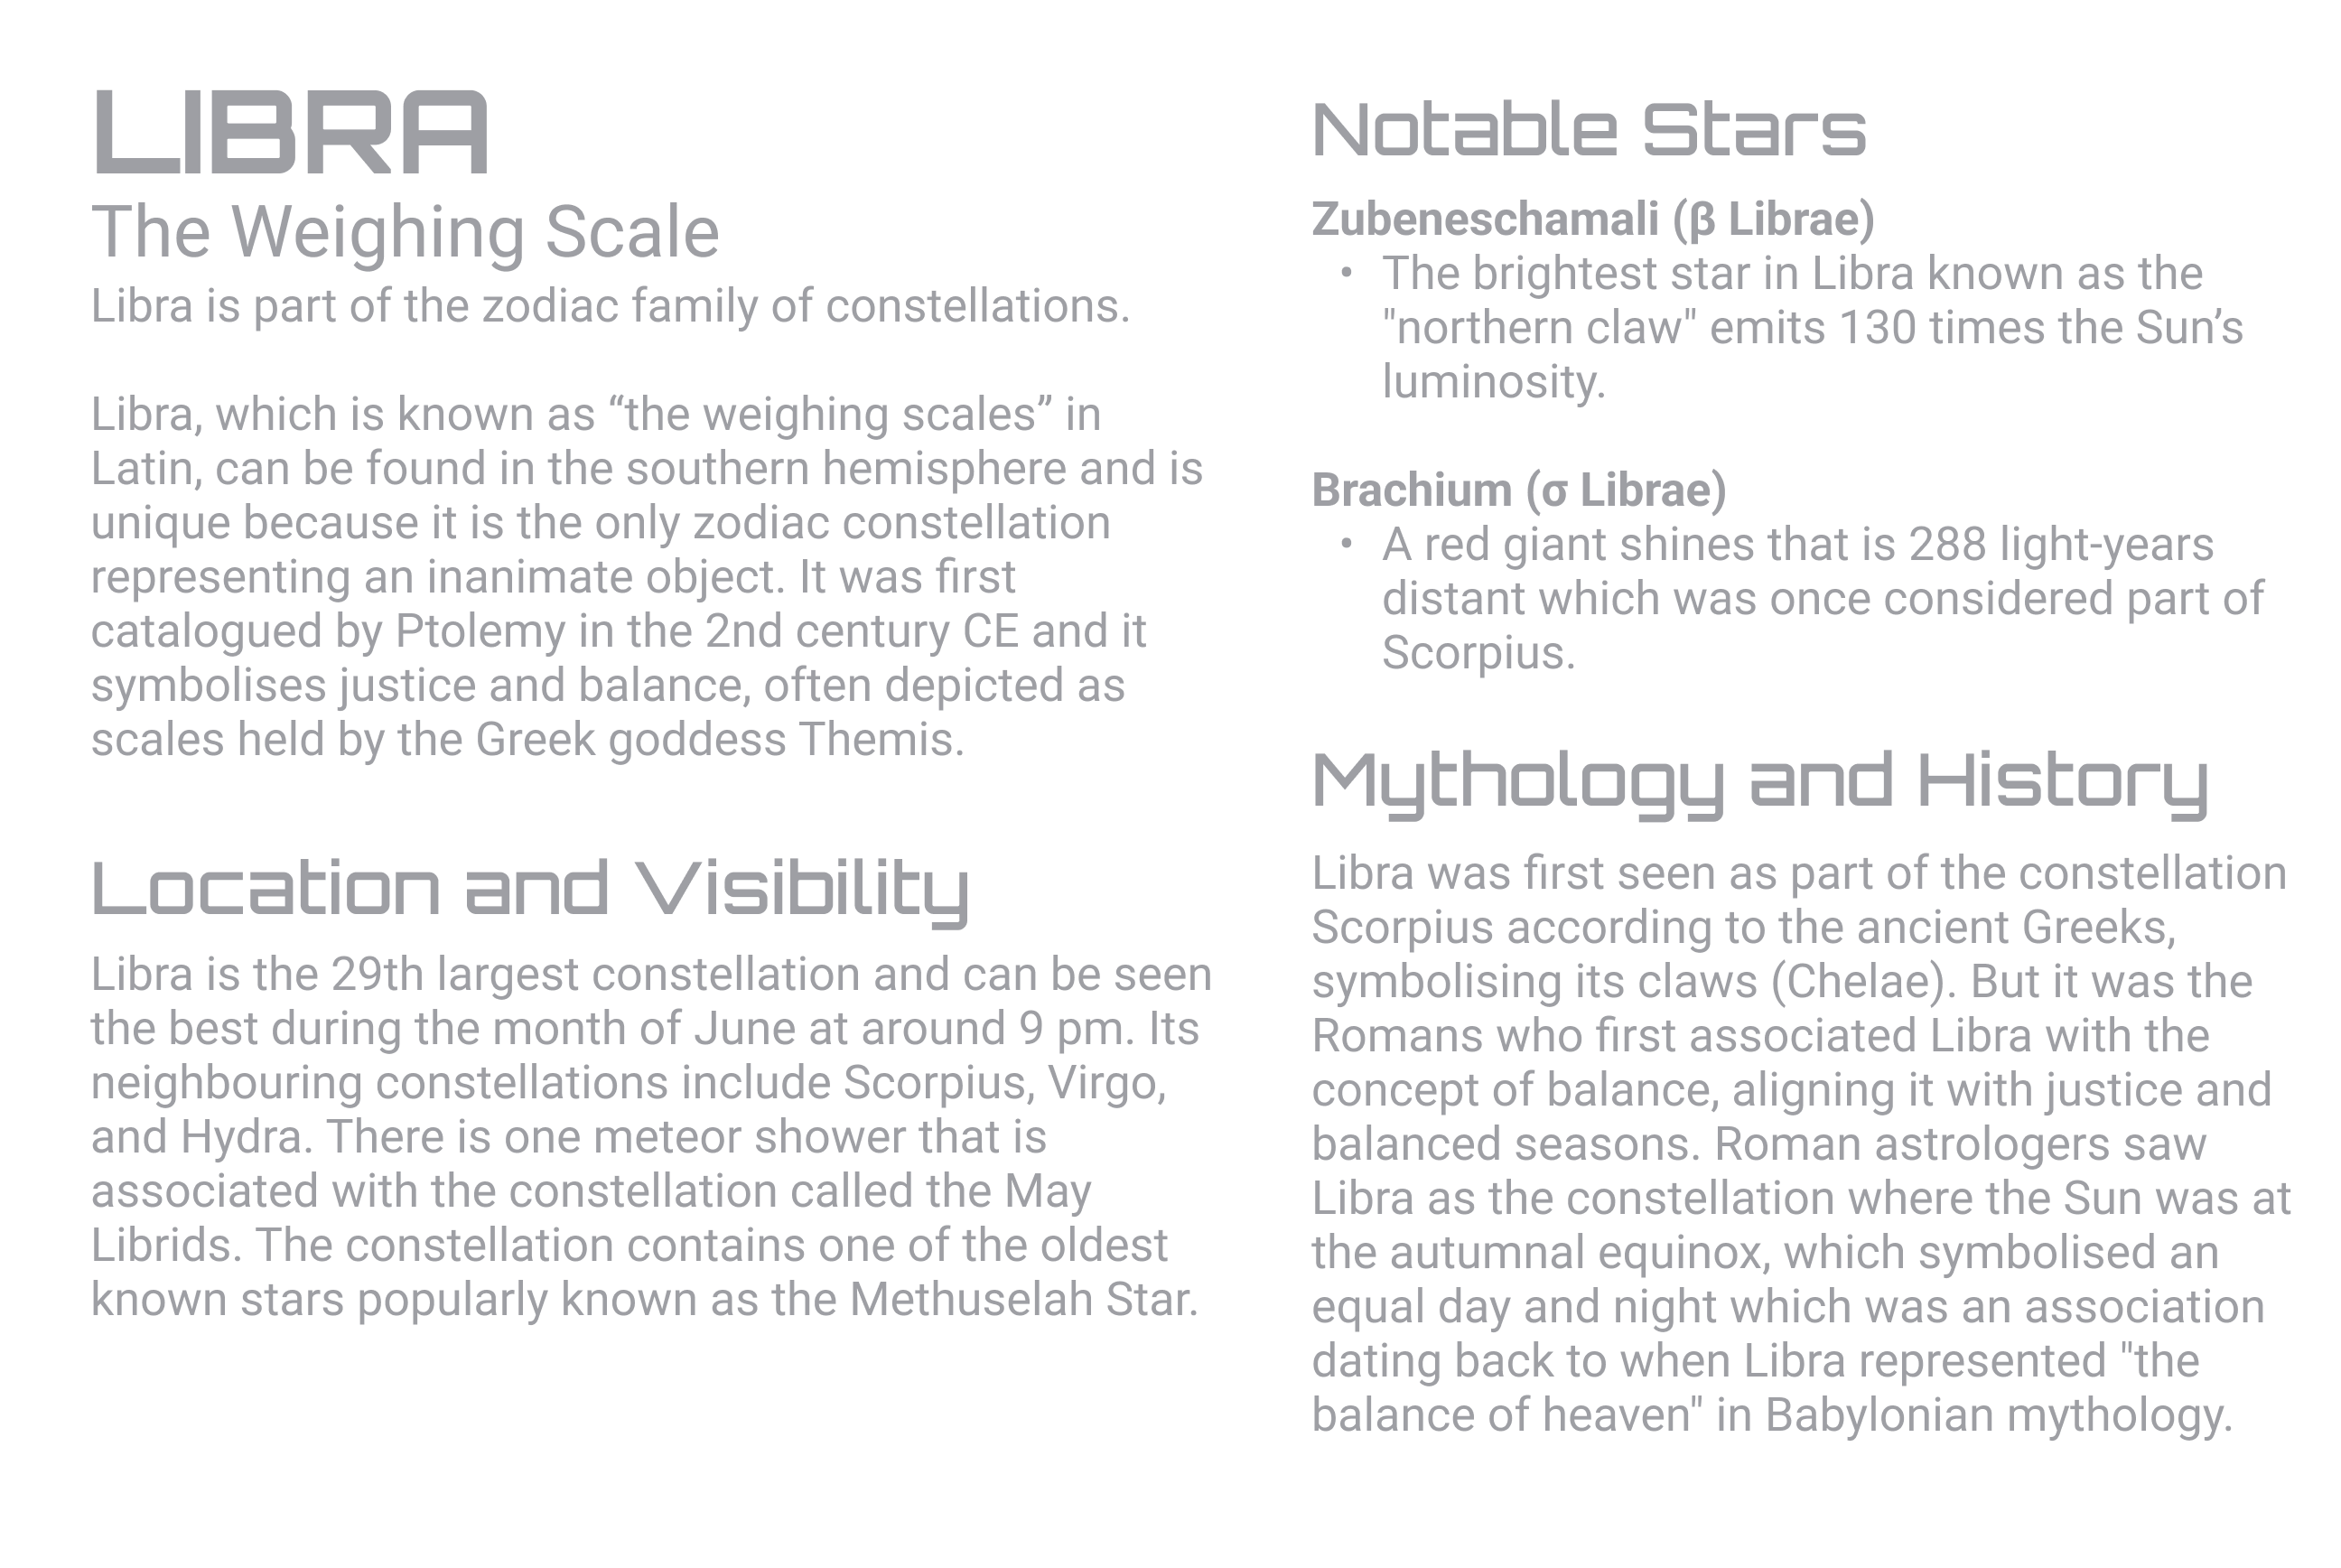 LIBRA
The Weighing Scale
Libra is part of the zodiac family of constellations.
Libra, which is known as “the weighing scales” in
Latin, can be found in the southern hemisphere and is
unique because it is the only zodiac constellation
representing an inanimate object. It was first
catalogued by Ptolemy in the 2nd century CE and it
symbolises justice and balance, often depicted as
scales held by the Greek goddess Themis.
Location and Visibility
Libra is the 29th largest constellation and can be seen
the best during the month of June at around 9 pm. Its
neighbouring constellations include Scorpius, Virgo,
and Hydra. There is one meteor shower that is
associated with the constellation called the May
Librids. The constellation contains one of the oldest
known stars popularly known as the Methuselah Star.
Notable Stars
Zubeneschamali (β Librae)
• The brightest star in Libra known as the
"northern claw" emits 130 times the Sun’s
luminosity.
Brachium (σ Librae)
• A red giant shines that is 288 light-years
distant which was once considered part of
Scorpius.
Mythology and History
Libra was first seen as part of the constellation
Scorpius according to the ancient Greeks,
symbolising its claws (Chelae). But it was the
Romans who first associated Libra with the
concept of balance, aligning it with justice and
balanced seasons. Roman astrologers saw
Libra as the constellation where the Sun was at
the autumnal equinox, which symbolised an
equal day and night which was an association
dating back to when Libra represented "the
balance of heaven" in Babylonian mythology.